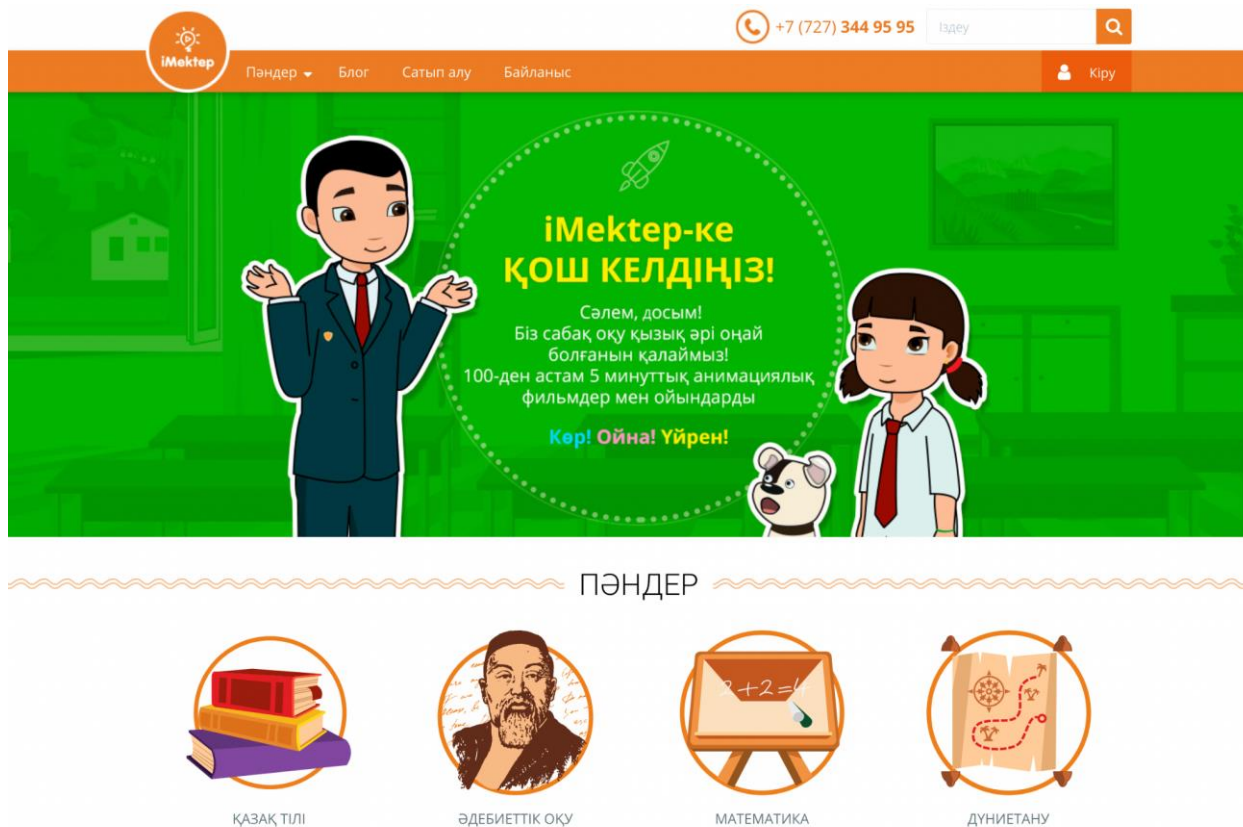 +7 (727) 344 95 95
Іздеу
iMektep
Пәндер
Блог
Сатып алу
Байланыс
Кіру
iMektep-ке
ҚОШ КЕЛДІҢІЗ!
Сәлем, досым!
Біз сабақ оқу қызық әрі оңай
болғанын қалаймыз!
100-ден астам 5 минуттық анимациялық
фильмдер мен ойындарды
Көр! Ойна! Үйрен!
ПӘНДЕР
2+2=4
ҚАЗАҚ ТІЛІ
ӘДЕБИЕТТІК ОҚУ
МАТЕМАТИКА
ДҮНИЕТАНУ